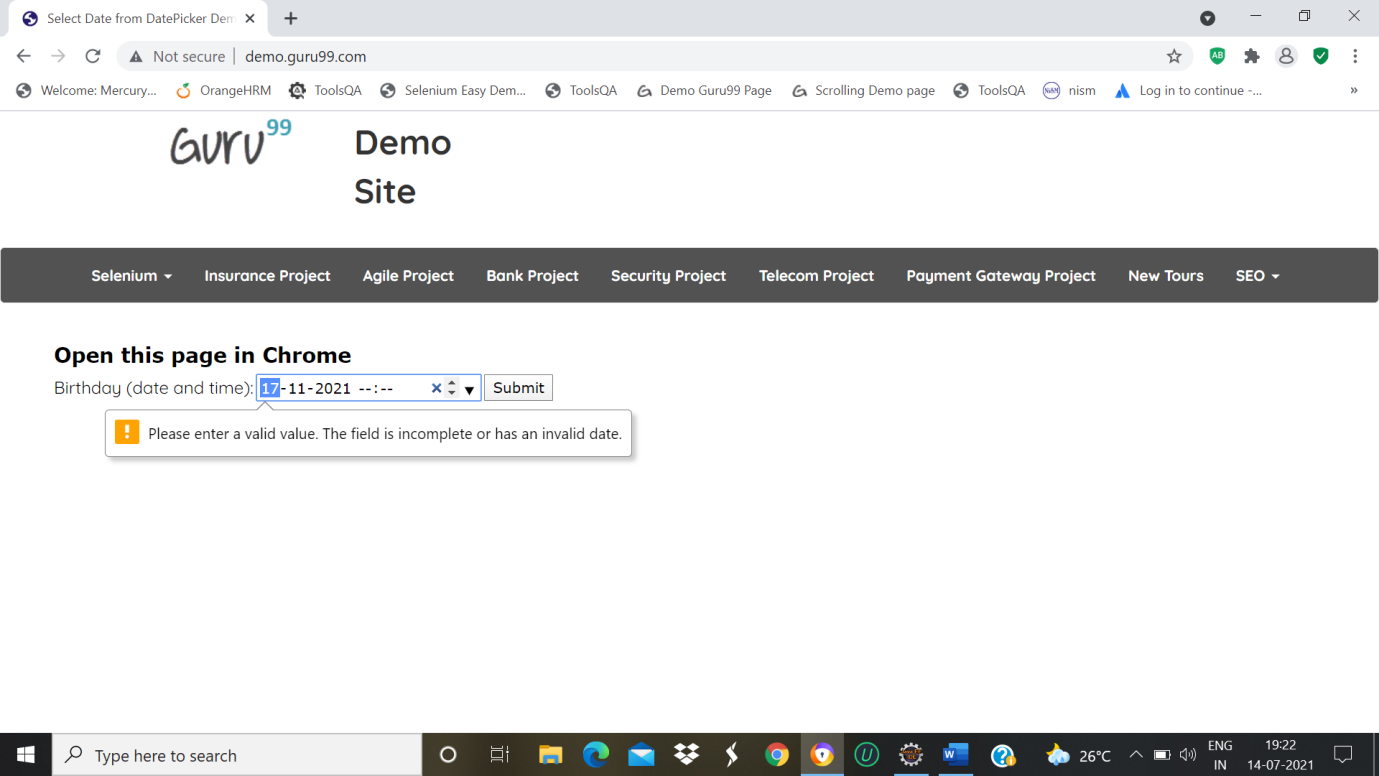 Select Date from DatePicker Dem
Not secure | demo.guru99.com
Welcome: Mercury... OrangeHRM ToolsQA Selenium Easy Dem... ToolsQA Demo Guru99 Page Scrolling Demo page ToolsQA nism Log in to continue -... »
GUrU99
Demo
Site
Selenium Insurance Project Agile Project Bank Project Security Project Telecom Project Payment Gateway Project New Tours SEO
Open this page in Chrome
Birthday (date and time): 17-11-2021 --:-- Submit
! Please enter a valid value. The field is incomplete or has an invalid date.
Type here to search 26°C ENG 19:22
IN 14-07-2021